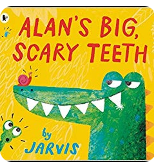 ALAN'S BIG,
SCARY TEETH
by
JARVIS